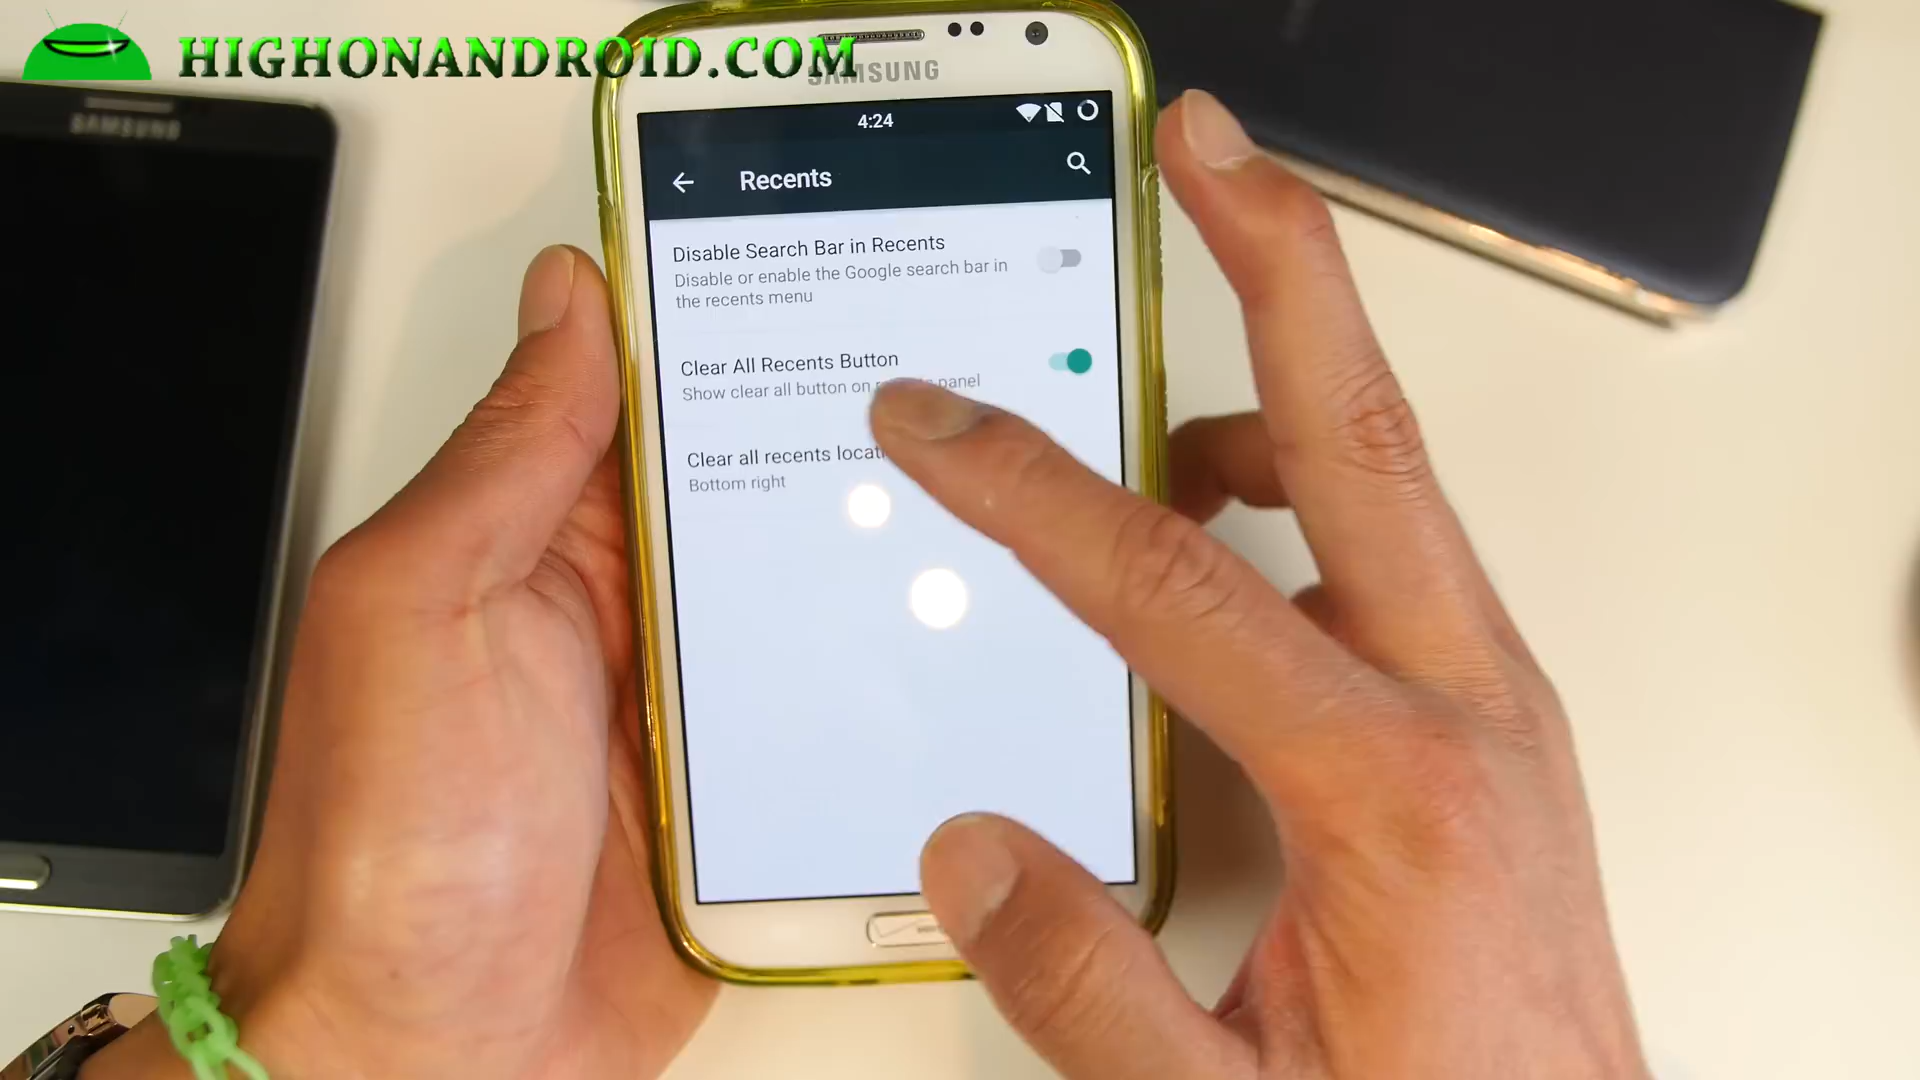 HIGHONANDROID.COM
SAMSUNG
SAMSUNG
4:24
Recents
Disable Search Bar in Recents
Disable or enable the Google search bar in
the recents menu
Clear All Recents Button
Show clear all button on panel
Clear all recents
Bottom right